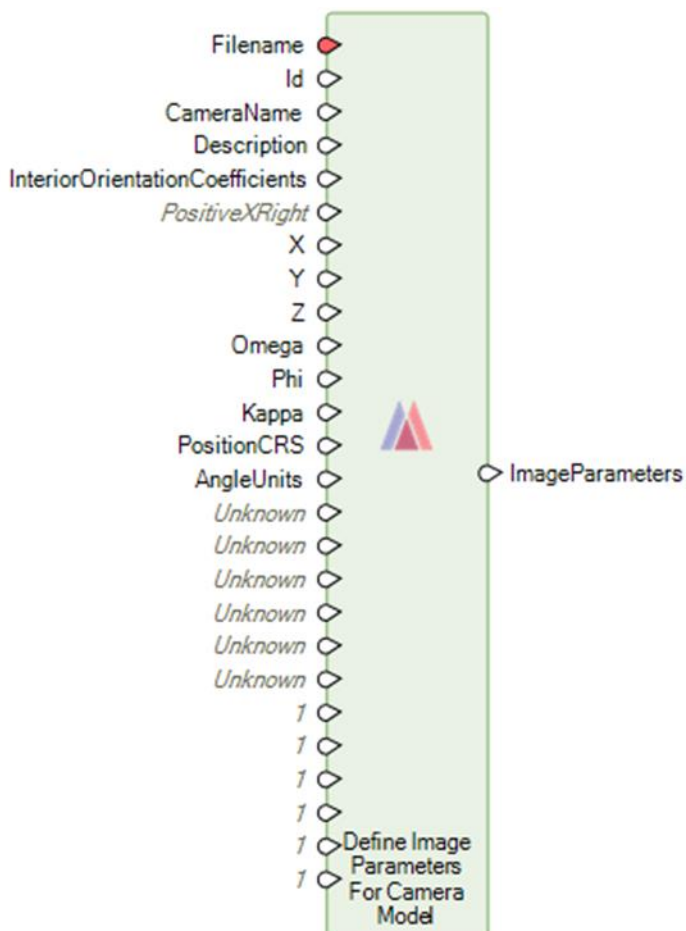 Filename
Id
CameraName
Description
InteriorOrientationCoefficients
PositiveXRight
X
Y
Z
Omega
Phi
Kappa
PositionCRS
AngleUnits
ImageParameters
Unknown
Unknown
Unknown
Unknown
Unknown
Unknown
1
1
1
1
1
1
Define Image
Parameters
For Camera
Model